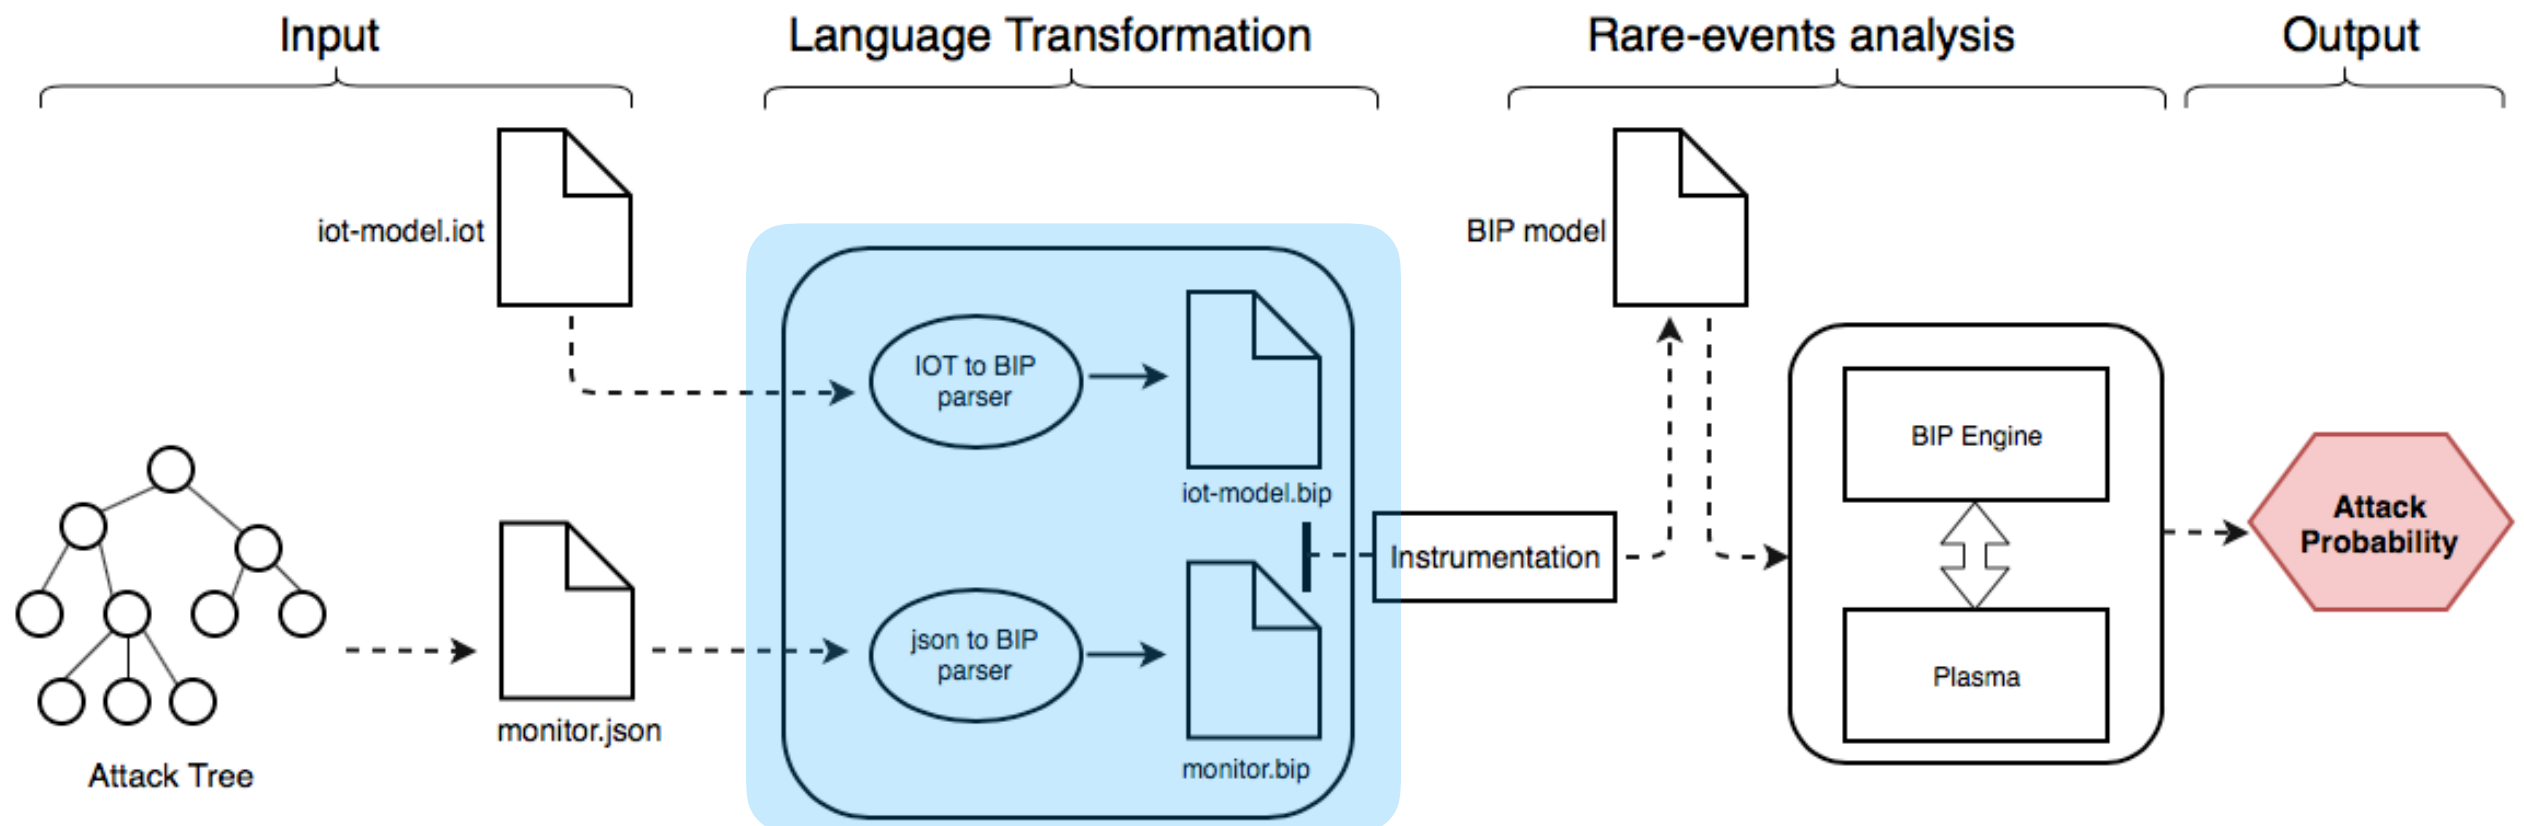 Input
Language Transformation
Rare-events analysis
Output
iot-model.iot
BIP model
IOT to BIP
parser
iot-model.bip
BIP Engine
Attack
Probability
Instrumentation
json to BIP
parser
Plasma
monitor.json
monitor.bip
Attack Tree